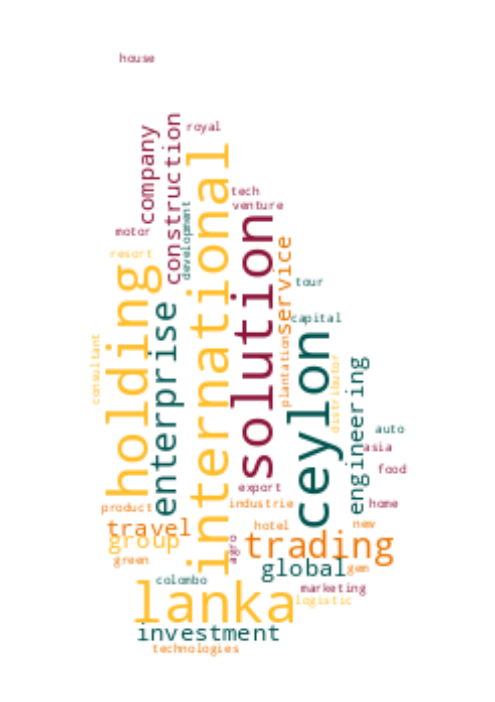 house
royal
company
construction
tech
venture
development
motor
international
solution
resort
service
holding
tour
enterprise
capital
ceylon
consultant
plantation
distributor
engineering
auto
asia
food
export
product
industrie
home
travel
hotel
new
group
agro
trading
green
global
gem
colombo
lanka
marketing
logistic
investment
technologies